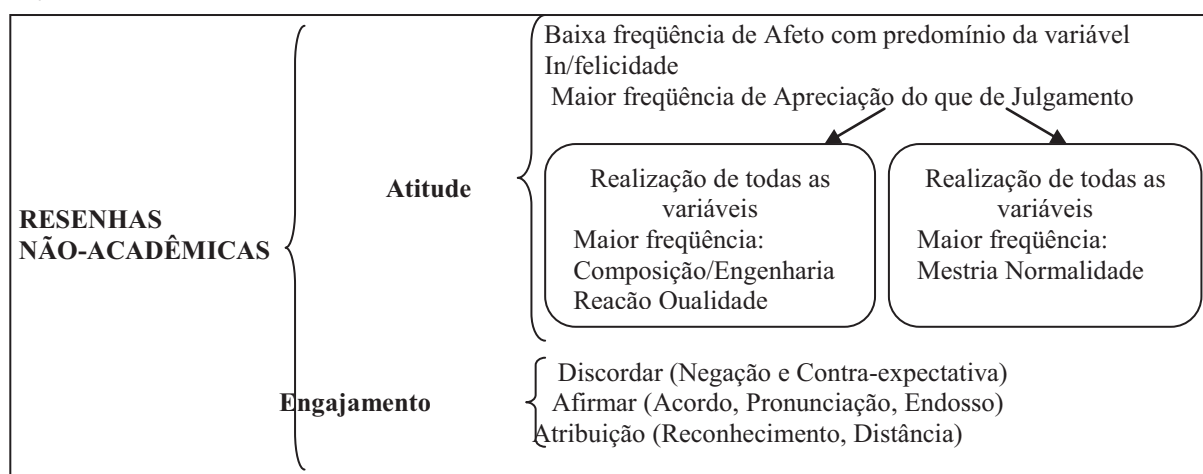 Baixa freqüência de Afeto com predomínio da variável
In/felicidade
Maior freqüência de Apreciação do que de Julgamento
Atitude
Realização de todas as
variáveis
Maior freqüência:
Composição/Engenharia
Reacão Oualidade
Realização de todas as
variáveis
Maior freqüência:
Mestria Normalidade
RESENHAS
NÃO-ACADÊMICAS
Engajamento
Discordar (Negação e Contra-expectativa)
Afirmar (Acordo, Pronunciação, Endosso)
Atribuição (Reconhecimento, Distância)